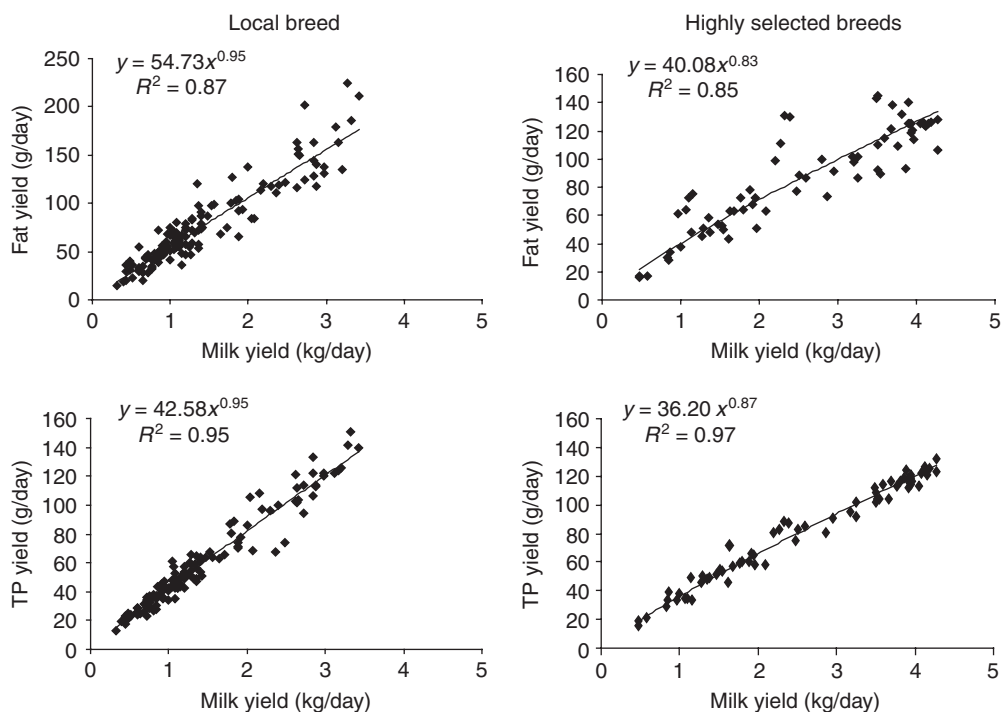 Local breed
y = 54.73x^0.95
R² = 0.87
Fat yield (g/day)
250
200
150
100
50
0
0 1 2 3 4 5
Milk yield (kg/day)
Highly selected breeds
y = 40.08x^0.83
R² = 0.85
Fat yield (g/day)
160
140
120
100
80
60
40
20
0
0 1 2 3 4 5
Milk yield (kg/day)
y = 42.58x^0.95
R² = 0.95
TP yield (g/day)
160
140
120
100
80
60
40
20
0
0 1 2 3 4 5
Milk yield (kg/day)
y = 36.20 x^0.87
R² = 0.97
TP yield (g/day)
160
140
120
100
80
60
40
20
0
0 1 2 3 4 5
Milk yield (kg/day)